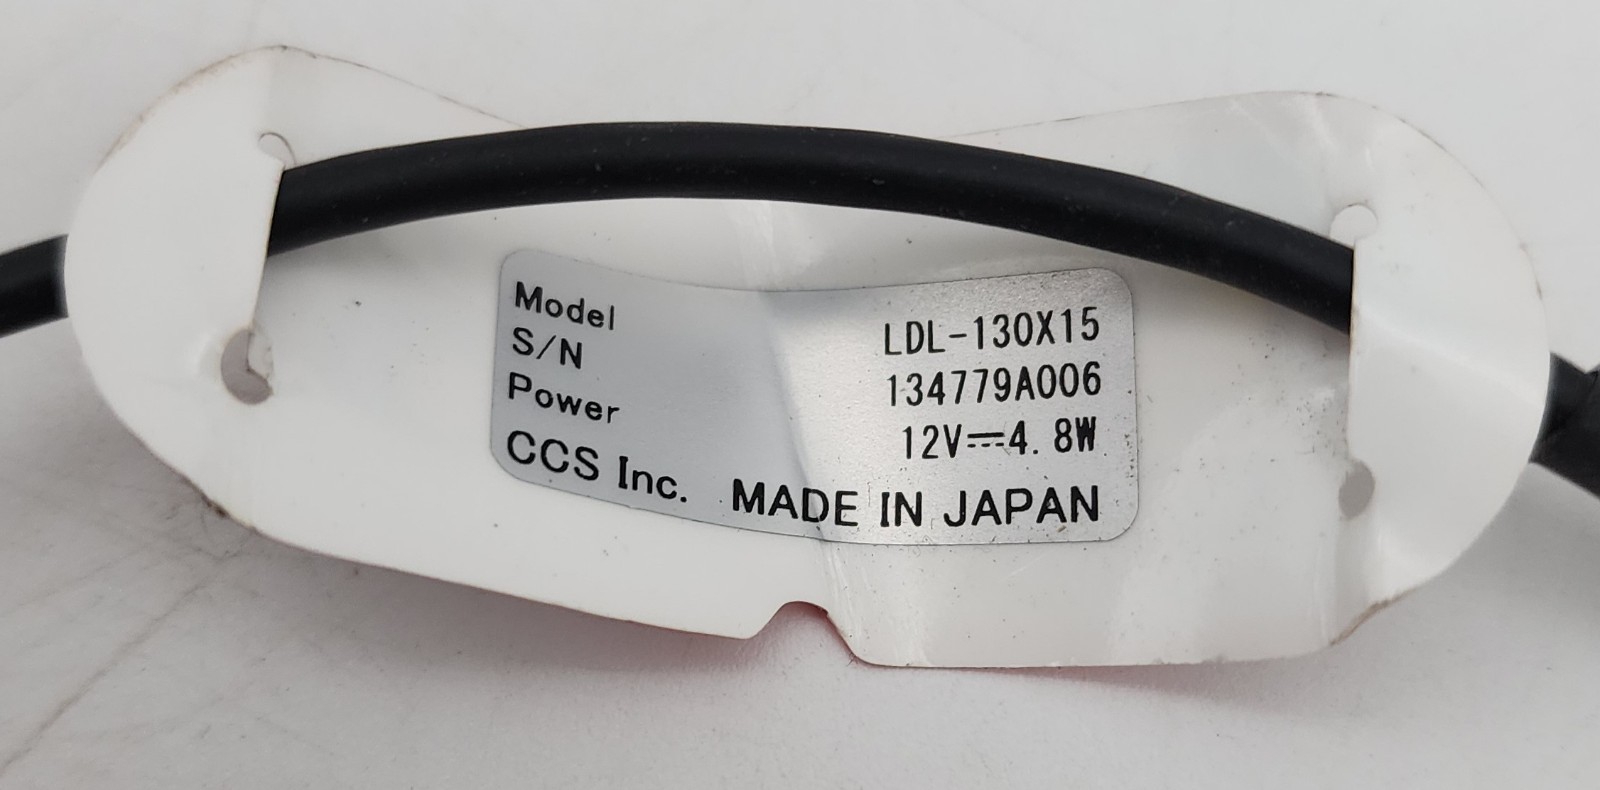 Model LDL-130X15
S/N 134779A006
Power 12V⎓4.8W
CCS Inc. MADE IN JAPAN